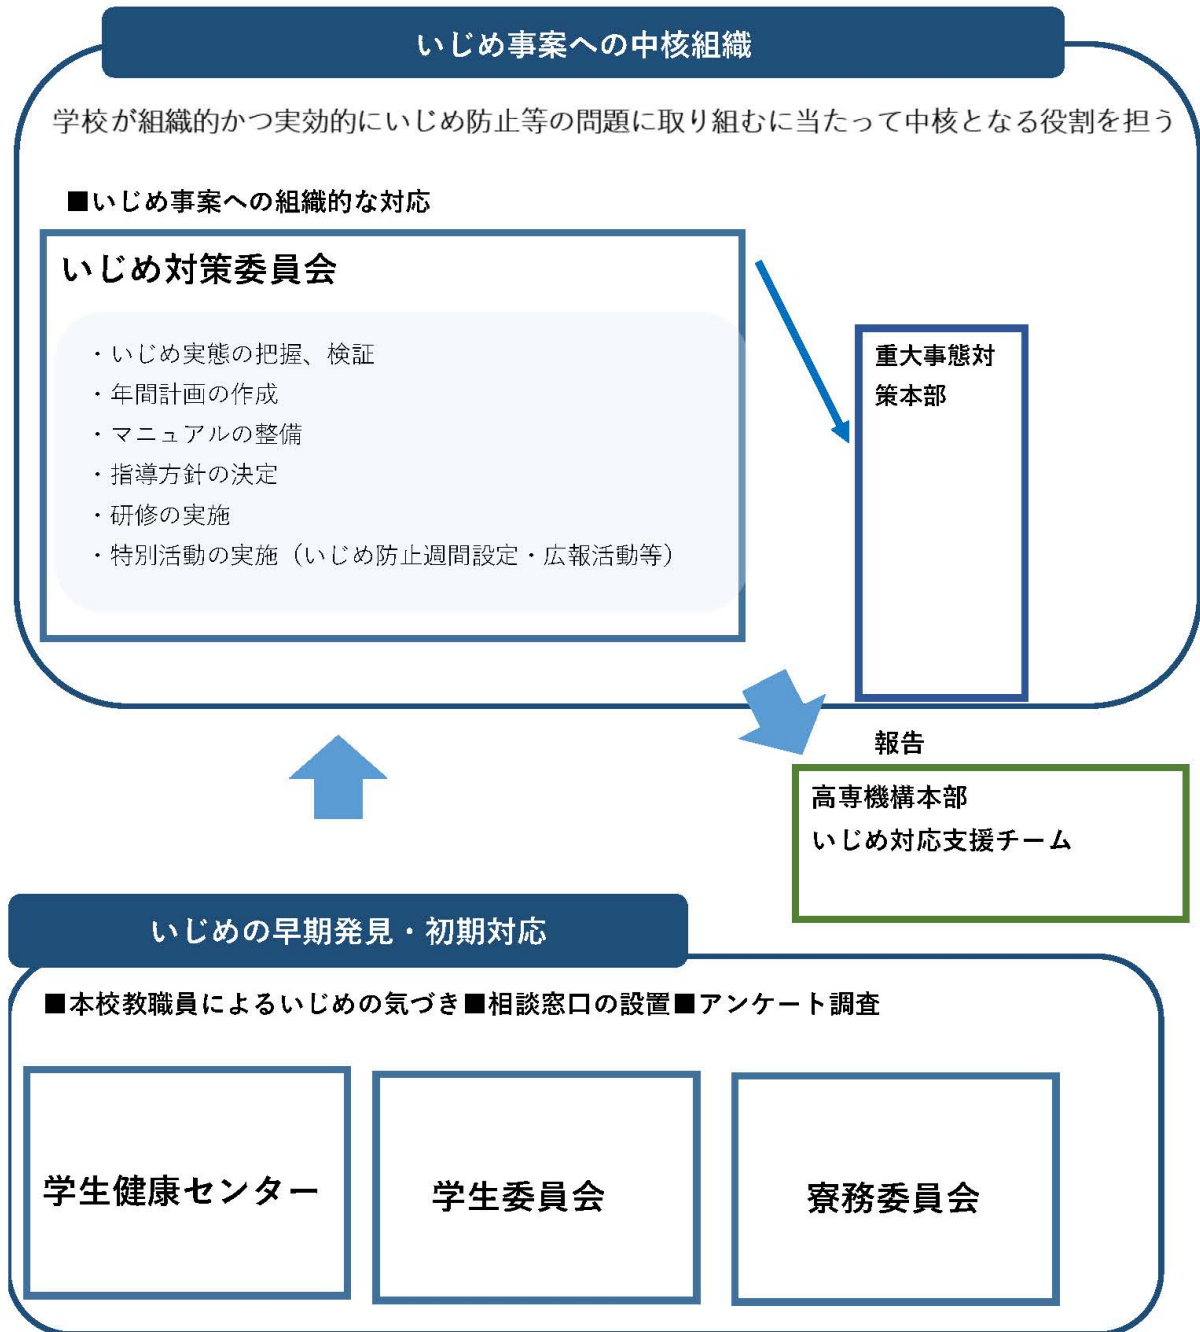 いじめ事案への中核組織
学校が組織的かつ実効的にいじめ防止等の問題に取り組むに当たって中核となる役割を担う
■いじめ事案への組織的な対応
いじめ対策委員会
・いじめ実態の把握、検証
・年間計画の作成
・マニュアルの整備
・指導方針の決定
・研修の実施
・特別活動の実施（いじめ防止週間設定・広報活動等）
重大事態対
策本部
報告
高専機構本部
いじめ対応支援チーム
いじめの早期発見・初期対応
■本校教職員によるいじめの気づき■相談窓口の設置■アンケート調査
学生健康センター
学生委員会
寮務委員会